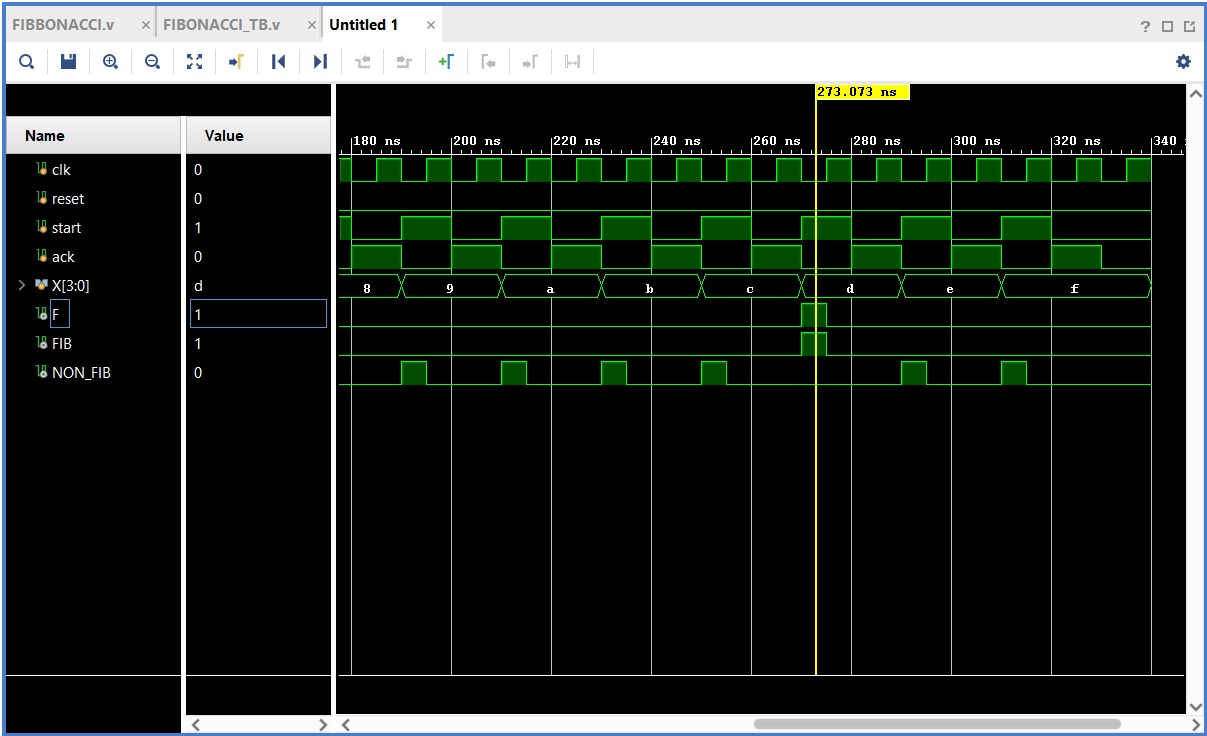 FIBBONACCI.v × FIBONACCI_TB.v × Untitled 1 × ?
273.073 ns
Name Value
180 ns 200 ns 220 ns 240 ns 260 ns 280 ns 300 ns 320 ns 340
clk 0
reset 0
start 1
ack 0
X[3:0] d 8 9 a b c d e f
F 1
FIB 1
NON_FIB 0